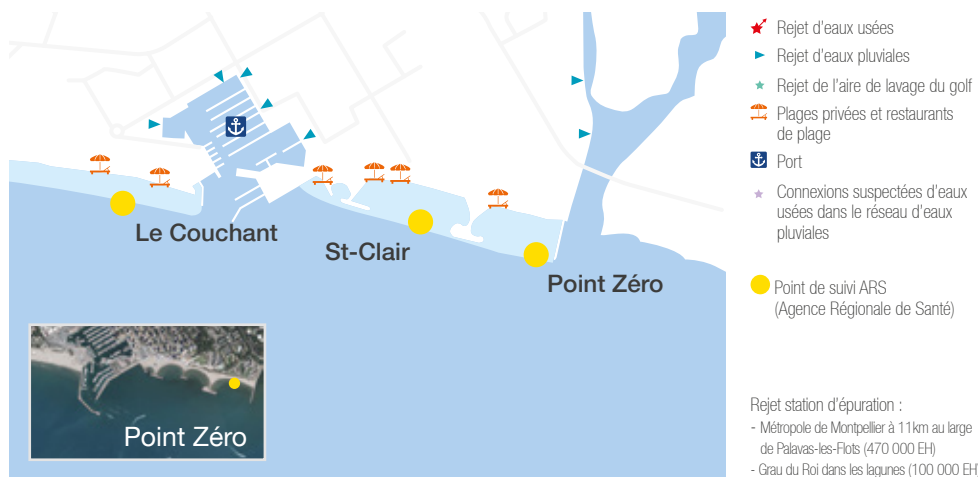 Le Couchant
St-Clair
Point Zéro
Point Zéro
Rejet d'eaux usées
Rejet d'eaux pluviales
Rejet de l'aire de lavage du golf
Plages privées et restaurants
de plage
Port
Connexions suspectées d'eaux
usées dans le réseau d'eaux
pluviales
Point de suivi ARS
(Agence Régionale de Santé)
Rejet station d'épuration :
- Métropole de Montpellier à 11km au large
de Palavas-les-Flots (470 000 EH)
- Grau du Roi dans les lagunes (100 000 EH)